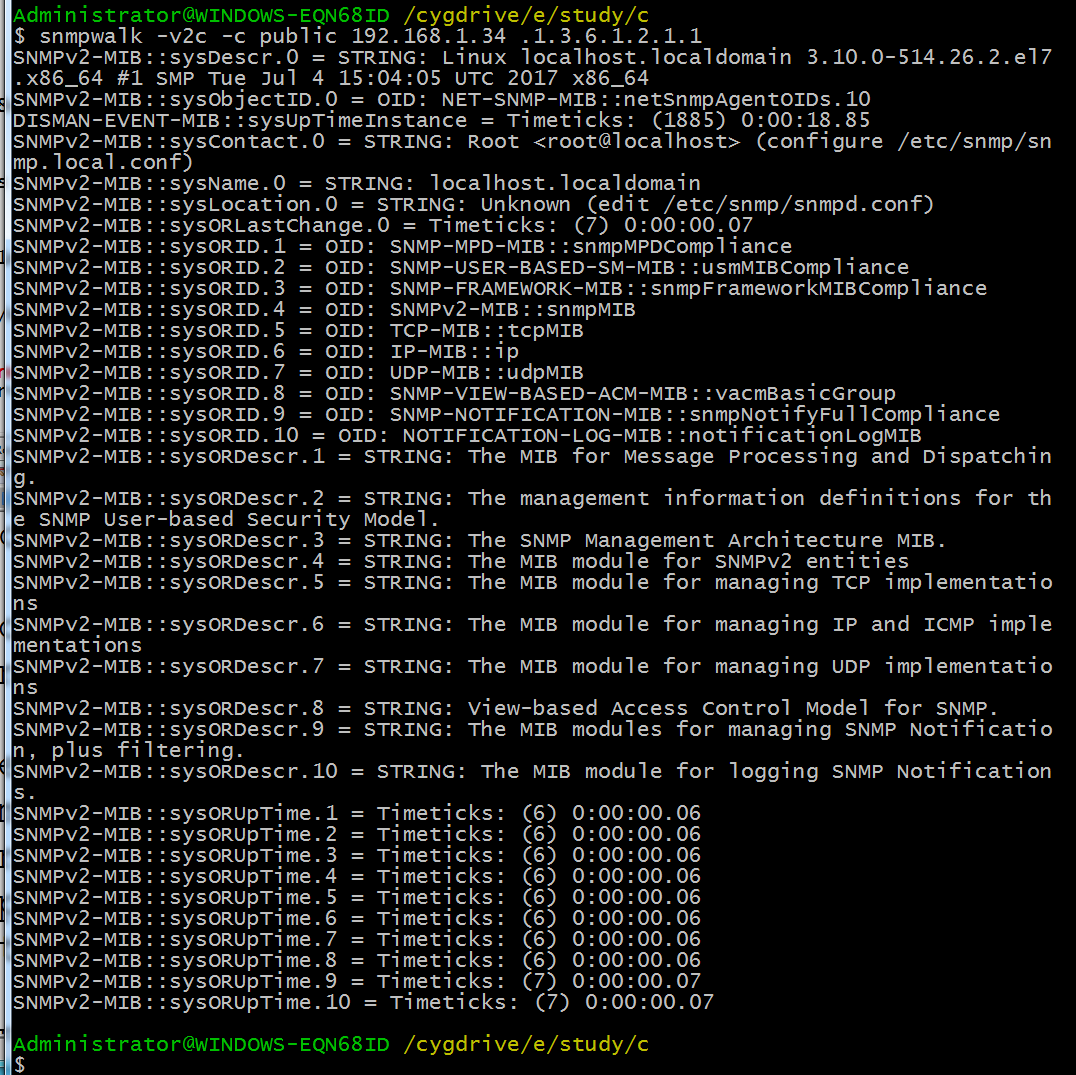 Administrator@WINDOWS-EQN68ID /cygdrive/e/study/c
$ snmpwalk -v2c -c public 192.168.1.34 .1.3.6.1.2.1.1
SNMPv2-MIB::sysDescr.0 = STRING: Linux localhost.localdomain 3.10.0-514.26.2.el7
.x86_64 #1 SMP Tue Jul 4 15:04:05 UTC 2017 x86_64
SNMPv2-MIB::sysObjectID.0 = OID: NET-SNMP-MIB::netSnmpAgentOIDs.10
DISMAN-EVENT-MIB::sysUpTimeInstance = Timeticks: (1885) 0:00:18.85
SNMPv2-MIB::sysContact.0 = STRING: Root <root@localhost> (configure /etc/snmp/sn
mp.local.conf)
SNMPv2-MIB::sysName.0 = STRING: localhost.localdomain
SNMPv2-MIB::sysLocation.0 = STRING: Unknown (edit /etc/snmp/snmpd.conf)
SNMPv2-MIB::sysORLastChange.0 = Timeticks: (7) 0:00:00.07
SNMPv2-MIB::sysORID.1 = OID: SNMP-MPD-MIB::snmpMPDCompliance
SNMPv2-MIB::sysORID.2 = OID: SNMP-USER-BASED-SM-MIB::usmMIBCompliance
SNMPv2-MIB::sysORID.3 = OID: SNMP-FRAMEWORK-MIB::snmpFrameworkMIBCompliance
SNMPv2-MIB::sysORID.4 = OID: SNMPv2-MIB::snmpMIB
SNMPv2-MIB::sysORID.5 = OID: TCP-MIB::tcpMIB
SNMPv2-MIB::sysORID.6 = OID: IP-MIB::ip
SNMPv2-MIB::sysORID.7 = OID: UDP-MIB::udpMIB
SNMPv2-MIB::sysORID.8 = OID: SNMP-VIEW-BASED-ACM-MIB::vacmBasicGroup
SNMPv2-MIB::sysORID.9 = OID: SNMP-NOTIFICATION-MIB::snmpNotifyFullCompliance
SNMPv2-MIB::sysORID.10 = OID: NOTIFICATION-LOG-MIB::notificationLogMIB
SNMPv2-MIB::sysORDescr.1 = STRING: The MIB for Message Processing and Dispatchin
g.
SNMPv2-MIB::sysORDescr.2 = STRING: The management information definitions for th
e SNMP User-based Security Model.
SNMPv2-MIB::sysORDescr.3 = STRING: The SNMP Management Architecture MIB.
SNMPv2-MIB::sysORDescr.4 = STRING: The MIB module for SNMPv2 entities
SNMPv2-MIB::sysORDescr.5 = STRING: The MIB module for managing TCP implementatio
ns
SNMPv2-MIB::sysORDescr.6 = STRING: The MIB module for managing IP and ICMP imple
mentations
SNMPv2-MIB::sysORDescr.7 = STRING: The MIB module for managing UDP implementatio
ns
SNMPv2-MIB::sysORDescr.8 = STRING: View-based Access Control Model for SNMP.
SNMPv2-MIB::sysORDescr.9 = STRING: The MIB modules for managing SNMP Notificatio
n, plus filtering.
SNMPv2-MIB::sysORDescr.10 = STRING: The MIB module for logging SNMP Notification
s.
SNMPv2-MIB::sysORUpTime.1 = Timeticks: (6) 0:00:00.06
SNMPv2-MIB::sysORUpTime.2 = Timeticks: (6) 0:00:00.06
SNMPv2-MIB::sysORUpTime.3 = Timeticks: (6) 0:00:00.06
SNMPv2-MIB::sysORUpTime.4 = Timeticks: (6) 0:00:00.06
SNMPv2-MIB::sysORUpTime.5 = Timeticks: (6) 0:00:00.06
SNMPv2-MIB::sysORUpTime.6 = Timeticks: (6) 0:00:00.06
SNMPv2-MIB::sysORUpTime.7 = Timeticks: (6) 0:00:00.06
SNMPv2-MIB::sysORUpTime.8 = Timeticks: (6) 0:00:00.06
SNMPv2-MIB::sysORUpTime.9 = Timeticks: (7) 0:00:00.07
SNMPv2-MIB::sysORUpTime.10 = Timeticks: (7) 0:00:00.07
Administrator@WINDOWS-EQN68ID /cygdrive/e/study/c
$